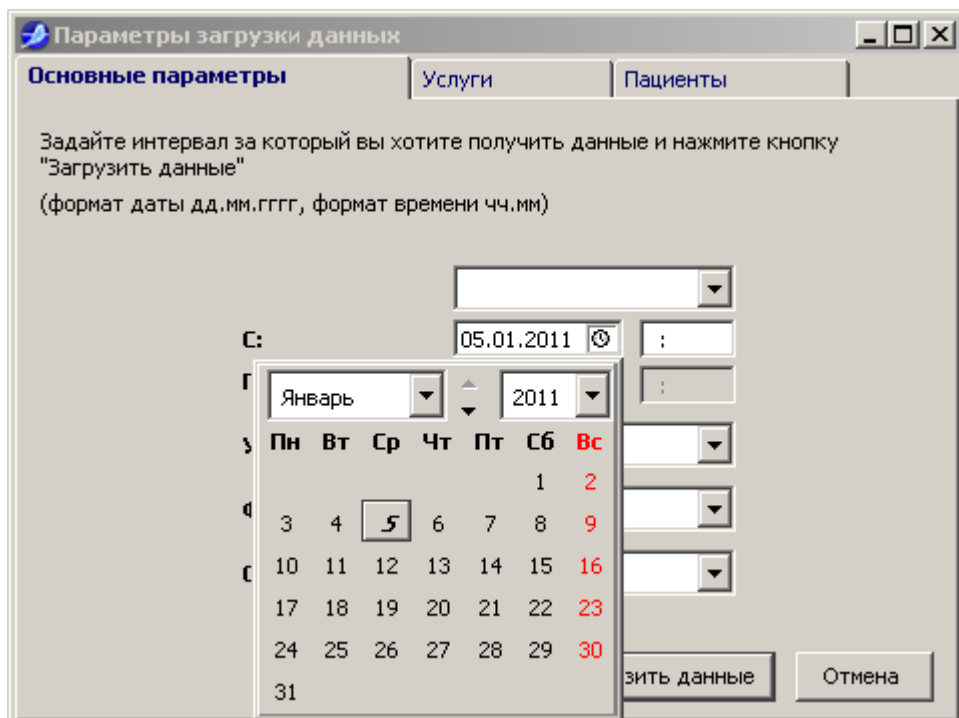 Параметры загрузки данных
Основные параметры Услуги Пациенты
Задайте интервал за который вы хотите получить данные и нажмите кнопку
"Загрузить данные"
(формат даты дд.мм.гггг, формат времени чч.мм)
С: 05.01.2011 :
:
Январь 2011
Пн Вт Ср Чт Пт Сб Вс
1 2
3 4 5 6 7 8 9
10 11 12 13 14 15 16
17 18 19 20 21 22 23
24 25 26 27 28 29 30
31
зить данные Отмена